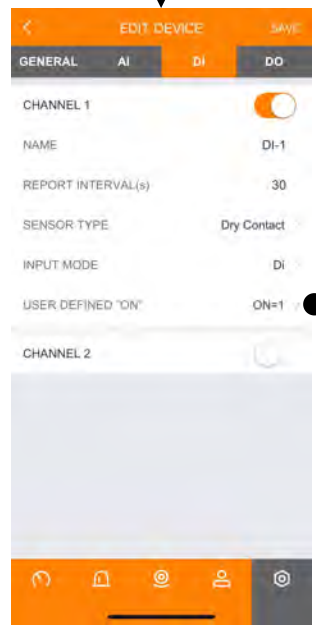 EDIT DEVICE SAVE
GENERAL AI DI DO
CHANNEL 1
NAME DI-1
REPORT INTERVAL(s) 30
SENSOR TYPE Dry Contact
INPUT MODE Di
USER DEFINED "ON" ON=1
CHANNEL 2